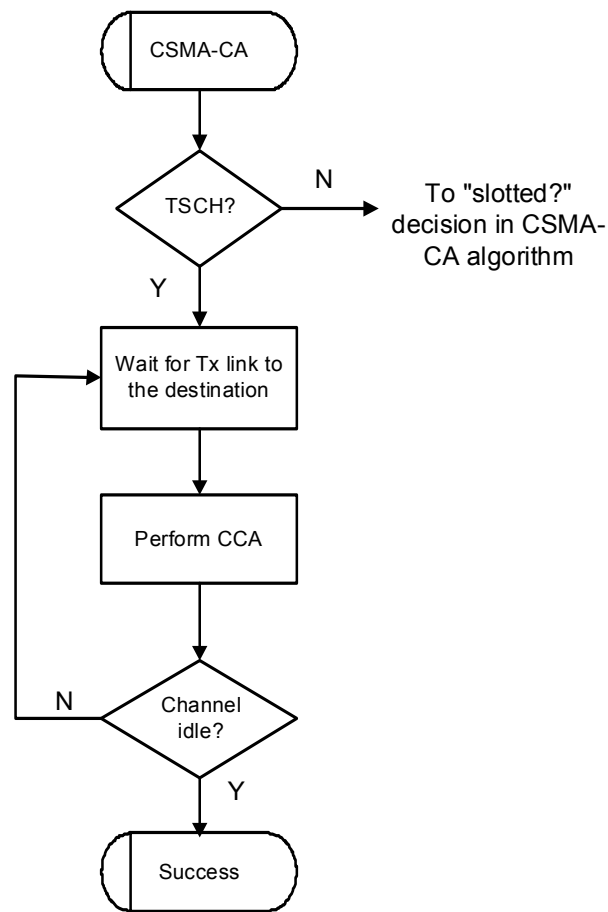 CSMA-CA
TSCH?
N
To "slotted?"
decision in CSMA-
CA algorithm
Y
Wait for Tx link to
the destination
Perform CCA
Channel
idle?
N
Y
Success